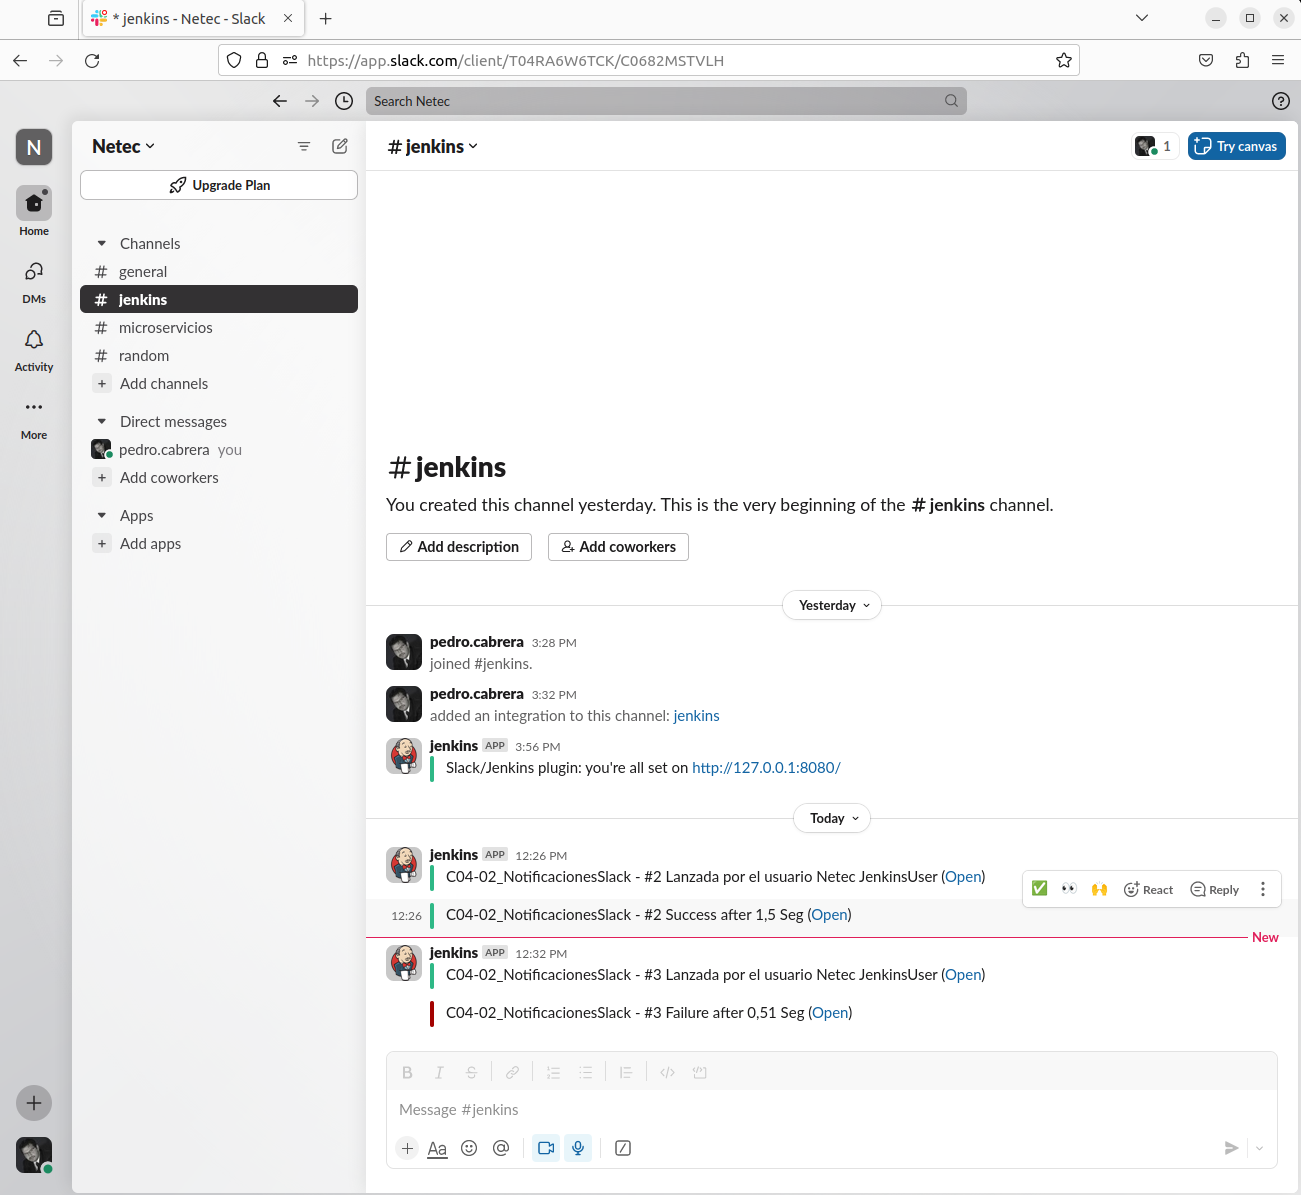 * jenkins - Netec - Slack
https://app.slack.com/client/T04RA6W6TCK/C0682MSTVLH
Search Netec
N
Netec
# jenkins
1
Try canvas
Upgrade Plan
Home
DMs
Activity
More
Channels
# general
# jenkins
# microservicios
# random
+ Add channels
Direct messages
pedro.cabrera you
+ Add coworkers
Apps
+ Add apps
# jenkins
You created this channel yesterday. This is the very beginning of the # jenkins channel.
Add description
Add coworkers
Yesterday
pedro.cabrera 3:28 PM
joined #jenkins.
pedro.cabrera 3:32 PM
added an integration to this channel: jenkins
jenkins APP 3:56 PM
Slack/Jenkins plugin: you're all set on http://127.0.0.1:8080/
Today
jenkins APP 12:26 PM
C04-02_NotificacionesSlack - #2 Lanzada por el usuario Netec JenkinsUser (Open)
React
Reply
12:26 C04-02_NotificacionesSlack - #2 Success after 1,5 Seg (Open)
New
jenkins APP 12:32 PM
C04-02_NotificacionesSlack - #3 Lanzada por el usuario Netec JenkinsUser (Open)
C04-02_NotificacionesSlack - #3 Failure after 0,51 Seg (Open)
B I S
Message #jenkins
+ Aa @